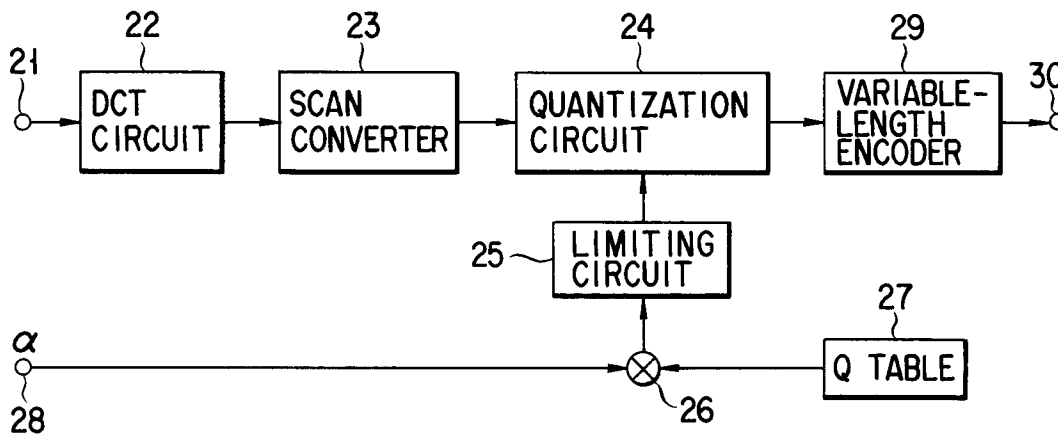 21
22
23
24
29
30
DCT
CIRCUIT
SCAN
CONVERTER
QUANTIZATION
CIRCUIT
VARIABLE-
LENGTH
ENCODER
25
LIMITING
CIRCUIT
α
28
26
27
Q TABLE